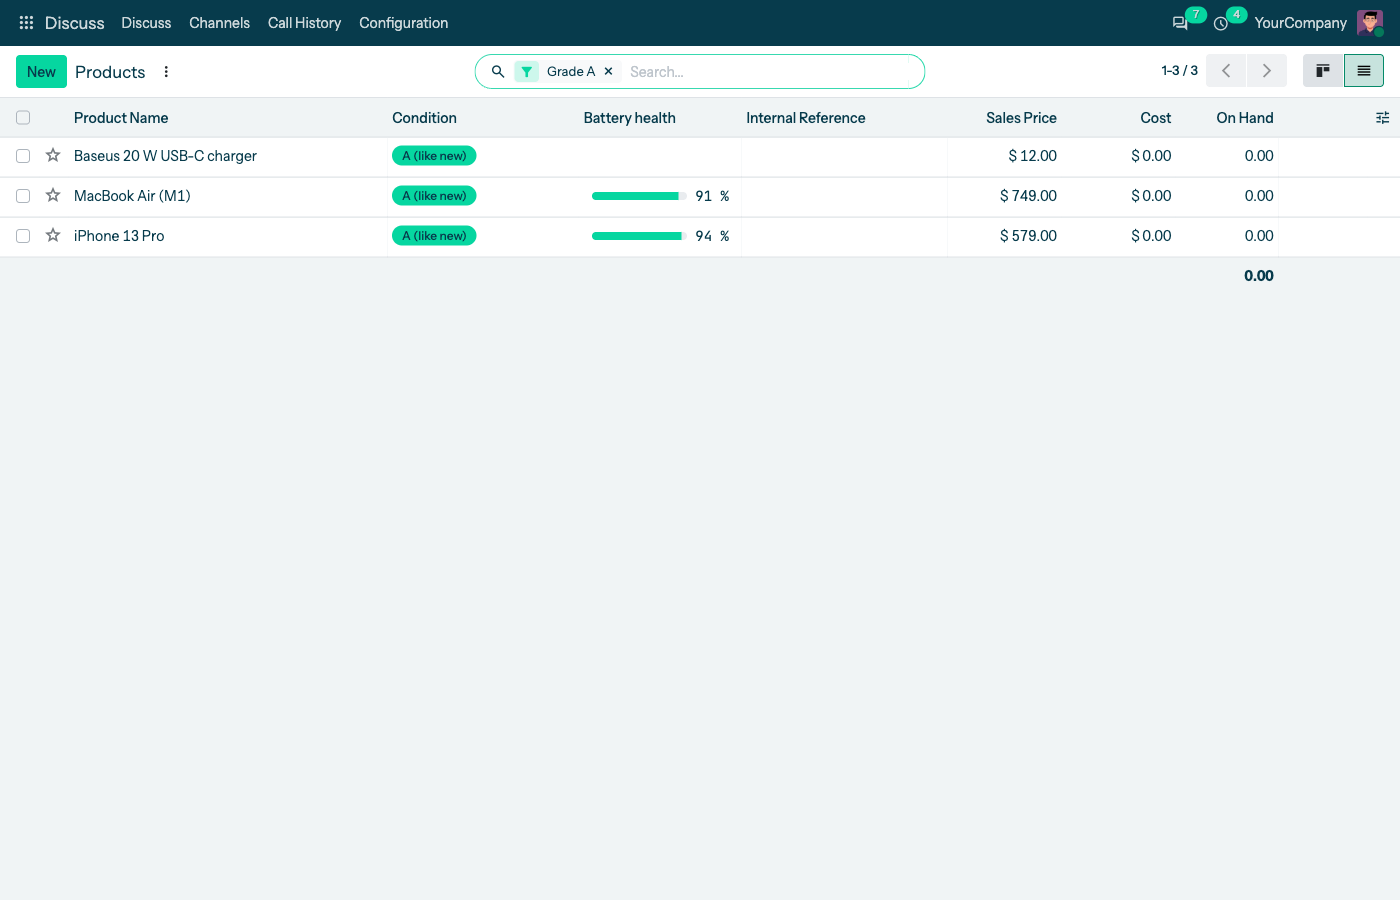 Discuss Discuss Channels Call History Configuration 7 4 YourCompany
New Products Grade A Search... 1-3 / 3
Product Name Condition Battery health Internal Reference Sales Price Cost On Hand
Baseus 20 W USB-C charger A (like new) $ 12.00 $ 0.00 0.00
MacBook Air (M1) A (like new) 91 % $ 749.00 $ 0.00 0.00
iPhone 13 Pro A (like new) 94 % $ 579.00 $ 0.00 0.00
0.00